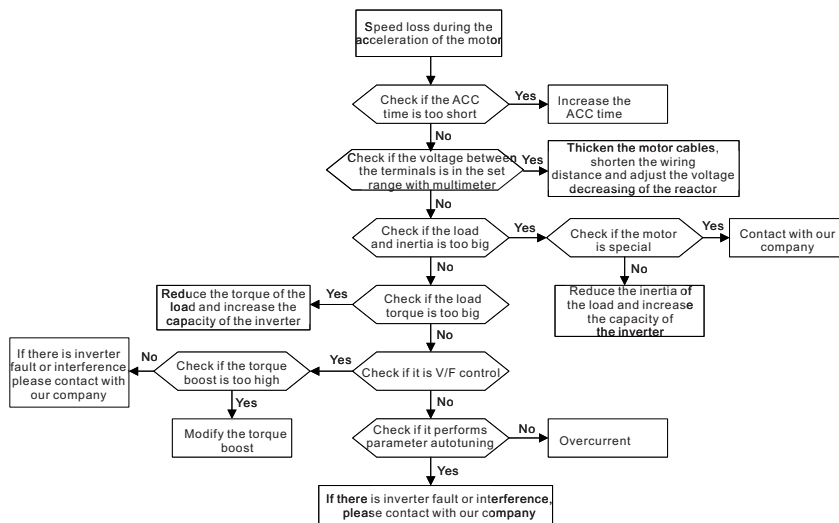 Speed loss during the
acceleration of the motor
Check if the ACC
time is too short
Yes
Increase the
ACC time
No
Check if the voltage between
the terminals is in the set
range with multimeter
Yes
Thicken the motor cables,
shorten the wiring
distance and adjust the voltage
decreasing of the reactor
No
Check if the load
and inertia is too big
Yes
Check if the motor
is special
Yes
Contact with our
company
No
No
Reduce the inertia of
the load and increase
the capacity of
the inverter
Check if the load
torque is too big
Yes
Reduce the torque of the
load and increase the
capacity of the inverter
No
Check if it is V/F control
Yes
Check if the torque
boost is too high
No
If there is inverter
fault or interference
please contact with
our company
Yes
Modify the torque
boost
No
Check if it performs
parameter autotuning
No
Overcurrent
Yes
If there is inverter fault or interference,
please contact with our company